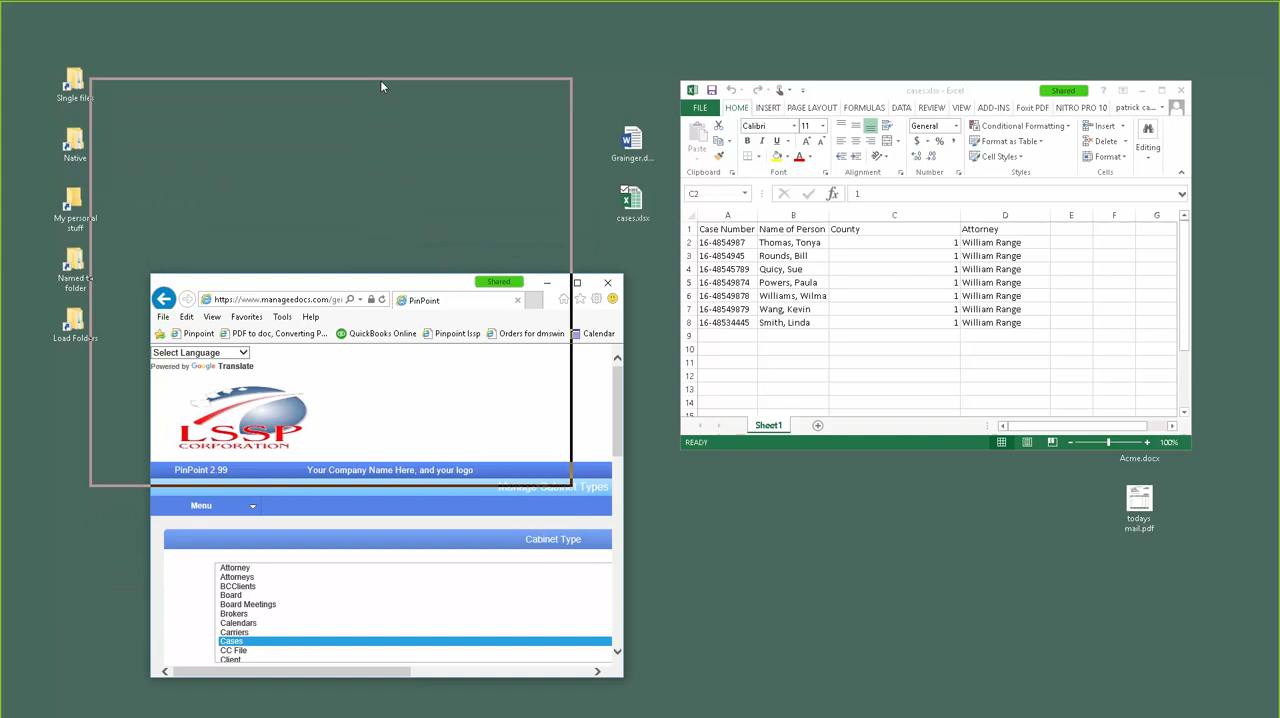 Single files
Native
My personal
stuff
Named to
folder
Load Folders
Grainger.d...
cases.xlsx
Shared
https://www.manageedocs.com/ge
PinPoint
File Edit View Favorites Tools Help
Pinpoint PDF to doc, Converting P... QuickBooks Online Pinpoint lssp Orders for dmswin Calendar
Select Language
Powered by Google Translate
LSSP
CORPORATION
PinPoint 2.99 Your Company Name Here, and your logo
Manage Cabinet Types
Menu
Cabinet Type
Attorney
Attorneys
BCClients
Board
Board Meetings
Brokers
Calendars
Carriers
Cases
CC File
Client
cases.xlsx - Excel Shared
FILE HOME INSERT PAGE LAYOUT FORMULAS DATA REVIEW VIEW ADD-INS Foxit PDF NITRO PRO 10 patrick ca...
Paste Calibri 11 General Conditional Formatting Insert
B I U $ % , Format as Table Delete Editing
Cell Styles Format
Clipboard Font Alignment Number Styles Cells
C2 fx 1
A B C D E F G
1 Case Number Name of Person County Attorney
2 16-4854987 Thomas, Tonya 1 William Range
3 16-4854945 Rounds, Bill 1 William Range
4 16-48545789 Quicy, Sue 1 William Range
5 16-48549874 Powers, Paula 1 William Range
6 16-48549878 Williams, Wilma 1 William Range
7 16-48549879 Wang, Kevin 1 William Range
8 16-48534445 Smith, Linda 1 William Range
9
10
11
12
13
14
15
Sheet1
READY 100%
Acme.docx
todays
mail.pdf